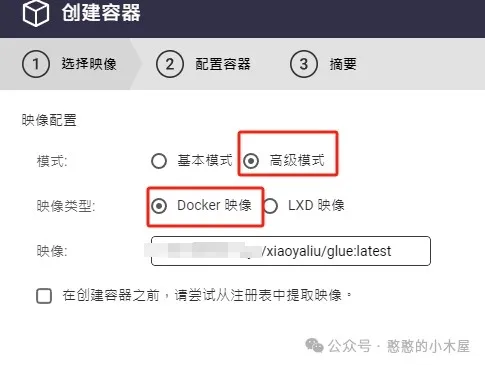 创建容器
1 选择映像 2 配置容器 3 摘要
映像配置
模式: 基本模式 高级模式
映像类型: Docker 映像 LXD 映像
映像: /xiaoyaliu/glue:latest
在创建容器之前，请尝试从注册表中提取映像。
公众号 · 憨憨的小木屋